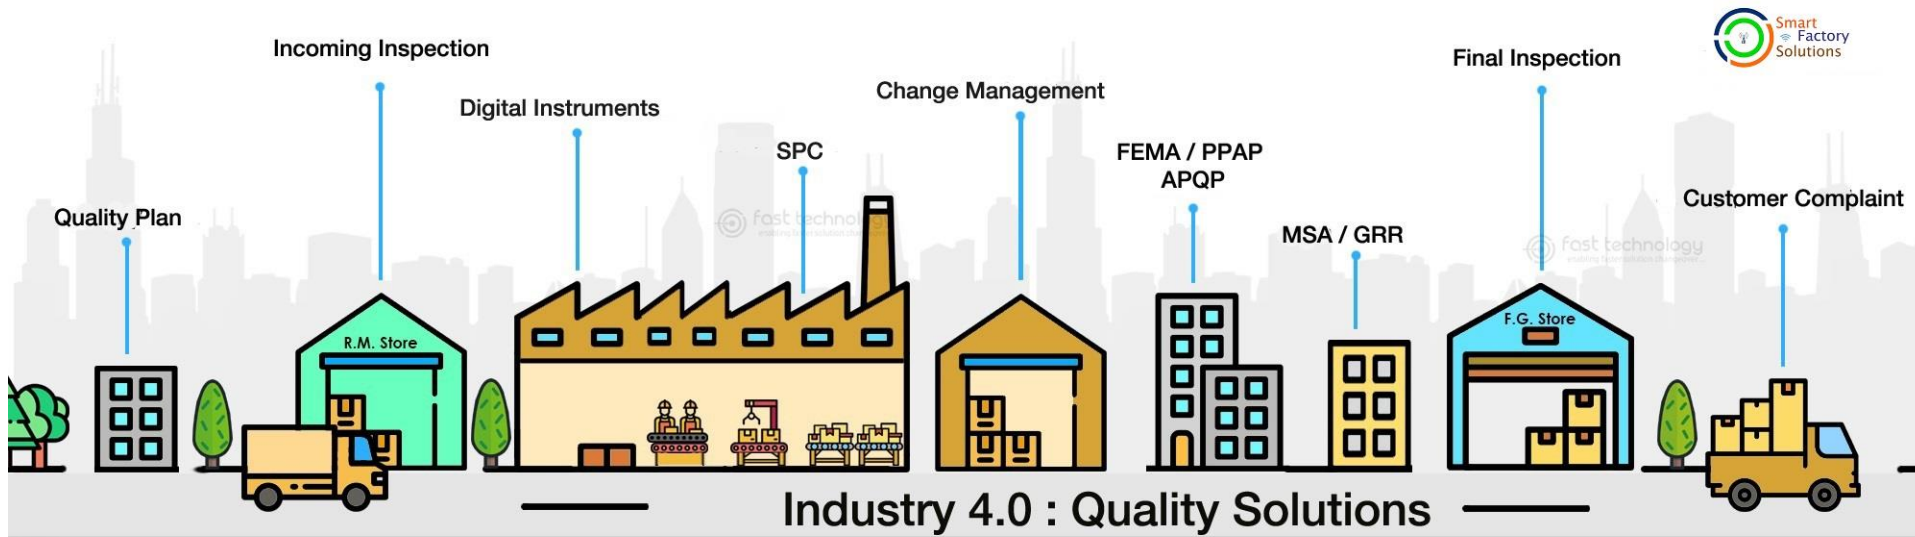 Smart
Factory
Solutions
Incoming Inspection
Final Inspection
Change Management
Digital Instruments
SPC
FEMA / PPAP
APQP
Customer Complaint
Quality Plan
fast technology
MSA / GRR
fast technology
F.G. Store
R.M. Store
Industry 4.0 : Quality Solutions